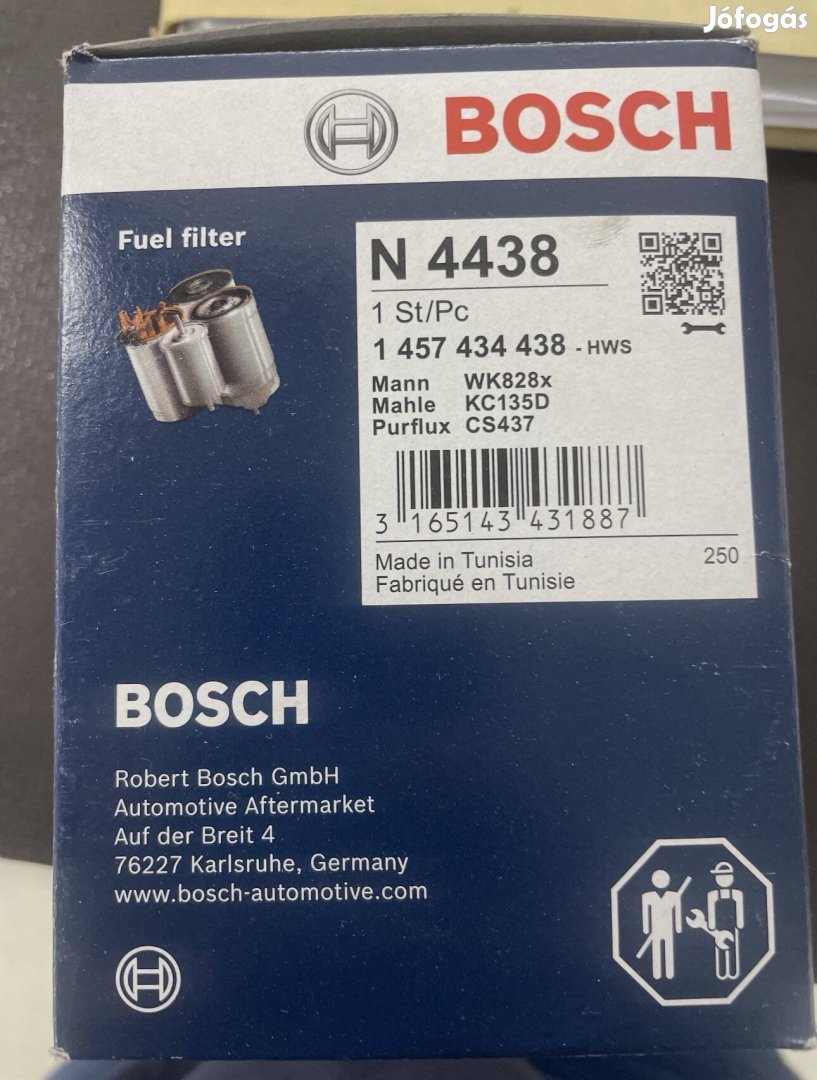 Jófogás
BOSCH
Fuel filter
N 4438
1 St/Pc
1 457 434 438 - HWS
Mann WK828x
Mahle KC135D
Purflux CS437
3 165143 431887
Made in Tunisia 250
Fabriqué en Tunisie
BOSCH
Robert Bosch GmbH
Automotive Aftermarket
Auf der Breit 4
76227 Karlsruhe, Germany
www.bosch-automotive.com